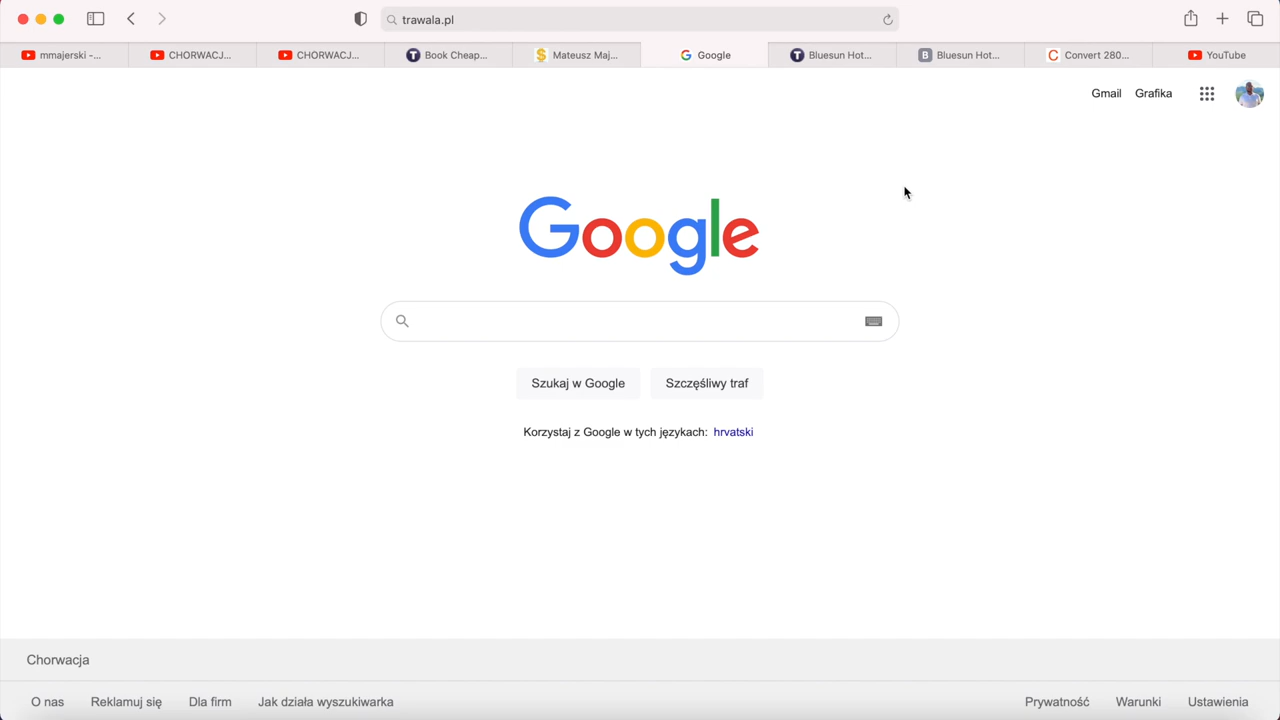 trawala.pl
mmajerski -...
CHORWACJ...
CHORWACJ...
Book Cheap...
Mateusz Maj...
Google
Bluesun Hot...
Bluesun Hot...
Convert 280...
YouTube
Gmail Grafika
Google
Szukaj w Google
Szczęśliwy traf
Korzystaj z Google w tych językach: hrvatski
Chorwacja
O nas Reklamuj się Dla firm Jak działa wyszukiwarka
Prywatność Warunki Ustawienia